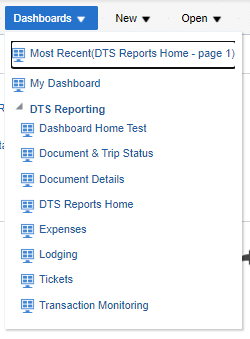 Dashboards New Open
Most Recent(DTS Reports Home - page 1)
My Dashboard
DTS Reporting
Dashboard Home Test
Document & Trip Status
Document Details
DTS Reports Home
Expenses
Lodging
Tickets
Transaction Monitoring